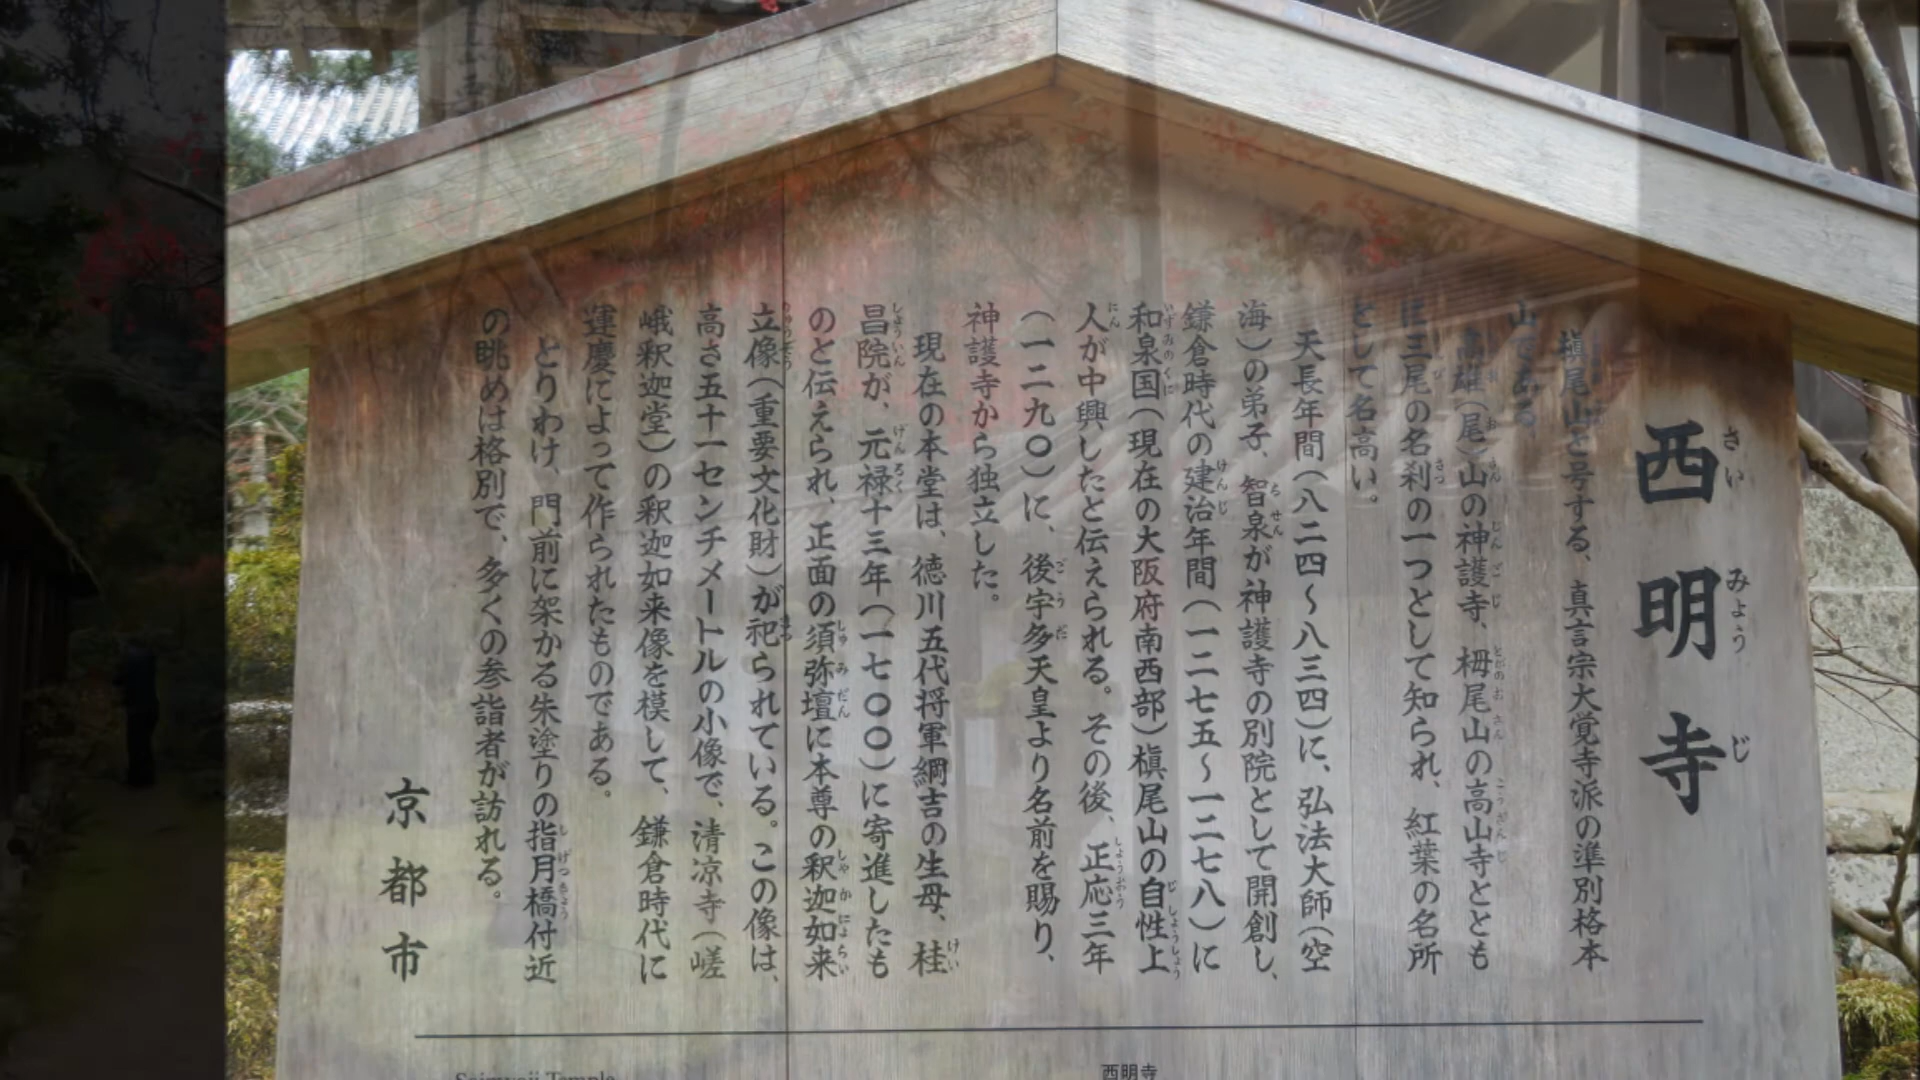 西明寺
さいみょうじ
槇尾山と号する、真言宗大覚寺派の準別格本
山である
高雄(尾)山の神護寺、栂尾山の高山寺ととも
に三尾の名刹の一つとして知られ、紅葉の名所
として名高い。
天長年間(八二四~八三四)に、弘法大師(空
海)の弟子、智泉が神護寺の別院として開創し、
鎌倉時代の建治年間(一二七五~一二七八)に
和泉国(現在の大阪府南西部)槇尾山の自性上
人が中興したと伝えられる。その後、正応三年
(一二九〇)に、後宇多天皇より名前を賜り、
神護寺から独立した。
現在の本堂は、徳川五代将軍綱吉の生母、桂
昌院が、元禄十三年(一七〇〇)に寄進したも
のと伝えられ、正面の須弥壇に本尊の釈迦如来
立像(重要文化財)が祀られている。この像は、
高さ五十一センチメートルの小像で、清凉寺(嵯
峨釈迦堂)の釈迦如来像を模して、鎌倉時代に
運慶によって作られたものである。
とりわけ、門前に架かる朱塗りの指月橋付近
の眺めは格別で、多くの参詣者が訪れる。
京都市
Saimyoji Temple
西明寺